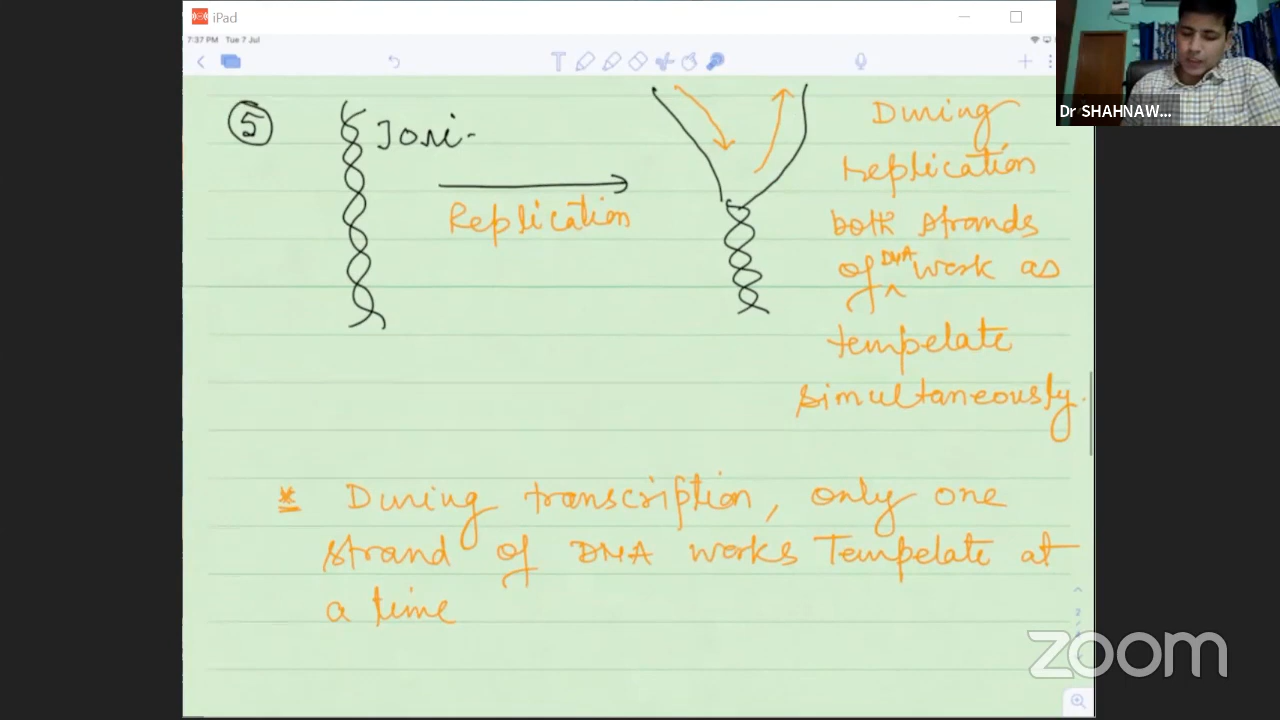 iPad
7:37 PM Tue 7 Jul
Dr SHAHNAW...
5
ori-
Replication
During
replication
both strands
of DNA work as
tempelate
simultaneously.
* During transcription, only one
strand of DNA works Tempelate at
a time
zoom